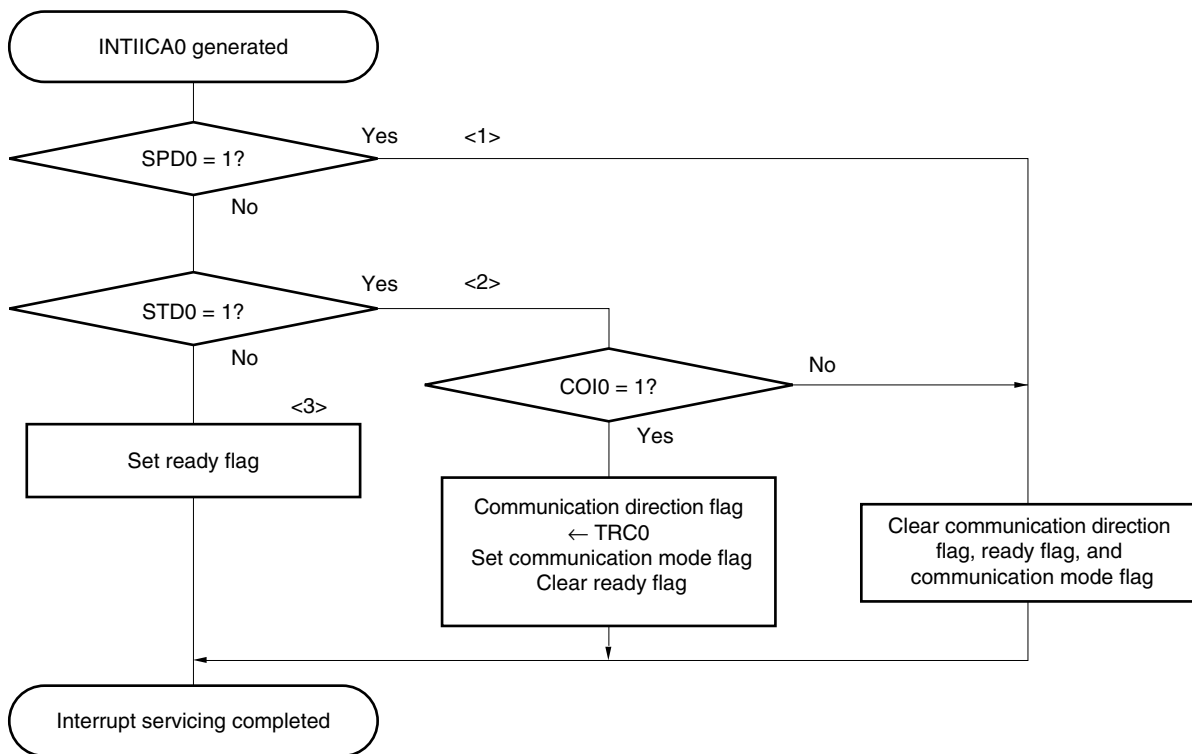 INTIICA0 generated
Yes
<1>
SPD0 = 1?
No
Yes
<2>
STD0 = 1?
No
COI0 = 1?
No
<3>
Yes
Set ready flag
Communication direction flag
← TRC0
Set communication mode flag
Clear ready flag
Clear communication direction
flag, ready flag, and
communication mode flag
Interrupt servicing completed